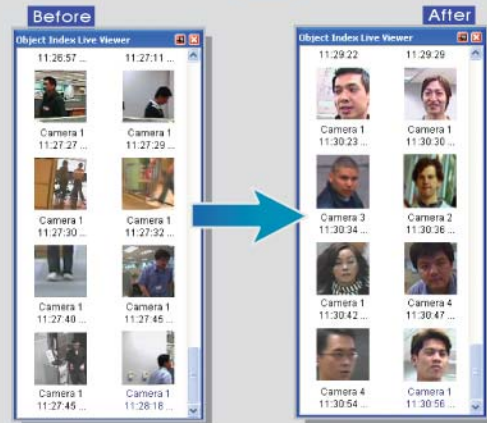 Before
Object Index Live Viewer
11:26:57 ...
11:27:11 ...
Camera 1
11:27:27 ...
Camera 1
11:27:29 ...
Camera 1
11:27:30 ...
Camera 1
11:27:32 ...
Camera 1
11:27:40 ...
Camera 1
11:27:45 ...
Camera 1
11:27:45 ...
Camera 1
11:28:18 ...
After
Object Index Live Viewer
11:29:22
11:29:29
Camera 1
11:30:23 ...
Camera 1
11:30:30 ...
Camera 3
11:30:34 ...
Camera 2
11:30:36 ...
Camera 1
11:30:42 ...
Camera 4
11:30:47 ...
Camera 4
11:30:54 ...
Camera 1
11:30:56 ...